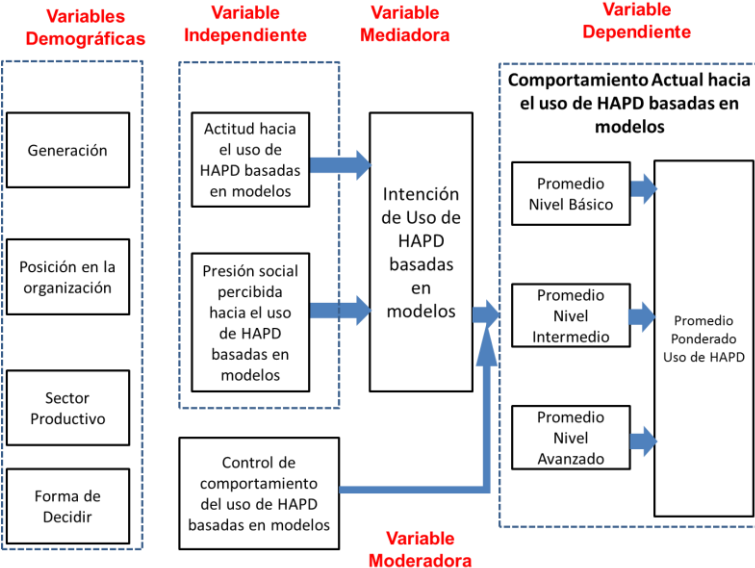 Variables
Demográficas
Variable
Independiente
Variable
Mediadora
Variable
Dependiente
Generación
Posición en la
organización
Sector
Productivo
Forma de
Decidir
Actitud hacia
el uso de
HAPD basadas
en modelos
Presión social
percibida
hacia el uso
de HAPD
basadas en
modelos
Control de
comportamiento
del uso de HAPD
basadas en modelos
Intención
de Uso de
HAPD
basadas
en
modelos
Variable
Moderadora
Comportamiento Actual hacia
el uso de HAPD basadas en
modelos
Promedio
Nivel Básico
Promedio
Nivel
Intermedio
Promedio
Nivel
Avanzado
Promedio
Ponderado
Uso de HAPD